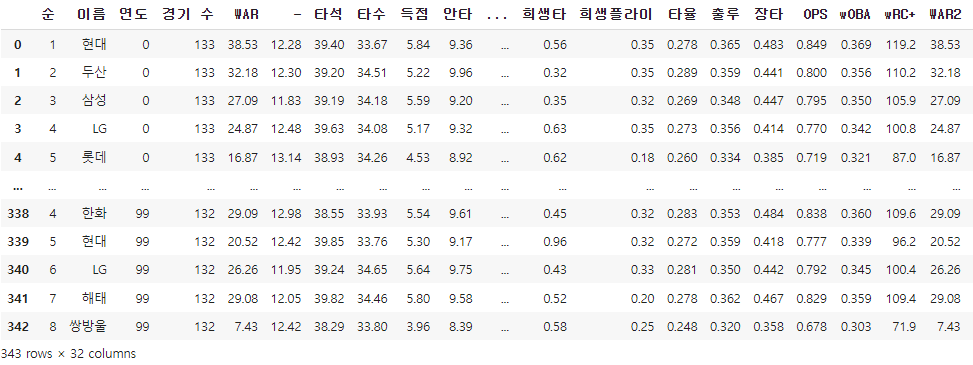 순 이름 연도 경기 수 WAR - 타석 타수 득점 안타 ... 희생타 희생플라이 타율 출루 장타 OPS wOBA wRC+ WAR2
0 1 현대 0 133 38.53 12.28 39.40 33.67 5.84 9.36 ... 0.56 0.35 0.278 0.365 0.483 0.849 0.369 119.2 38.53
1 2 두산 0 133 32.18 12.30 39.20 34.51 5.22 9.96 ... 0.32 0.35 0.289 0.359 0.441 0.800 0.356 110.2 32.18
2 3 삼성 0 133 27.09 11.83 39.19 34.18 5.59 9.20 ... 0.35 0.32 0.269 0.348 0.447 0.795 0.350 105.9 27.09
3 4 LG 0 133 24.87 12.48 39.63 34.08 5.17 9.32 ... 0.63 0.35 0.273 0.356 0.414 0.770 0.342 100.8 24.87
4 5 롯데 0 133 16.87 13.14 38.93 34.26 4.53 8.92 ... 0.62 0.18 0.260 0.334 0.385 0.719 0.321 87.0 16.87
... ... ... ... ... ... ... ... ... ... ... ... ... ... ... ... ... ... ... ... ...
338 4 한화 99 132 29.09 12.98 38.55 33.93 5.54 9.61 ... 0.45 0.32 0.283 0.353 0.484 0.838 0.360 109.6 29.09
339 5 현대 99 132 20.52 12.42 39.85 33.76 5.30 9.17 ... 0.96 0.32 0.272 0.359 0.418 0.777 0.339 96.2 20.52
340 6 LG 99 132 26.26 11.95 39.24 34.65 5.64 9.75 ... 0.43 0.33 0.281 0.350 0.442 0.792 0.345 100.4 26.26
341 7 해태 99 132 29.08 12.05 39.82 34.46 5.80 9.58 ... 0.52 0.20 0.278 0.362 0.467 0.829 0.359 109.4 29.08
342 8 쌍방울 99 132 7.43 12.42 38.29 33.80 3.96 8.39 ... 0.58 0.25 0.248 0.320 0.358 0.678 0.303 71.9 7.43
343 rows × 32 columns